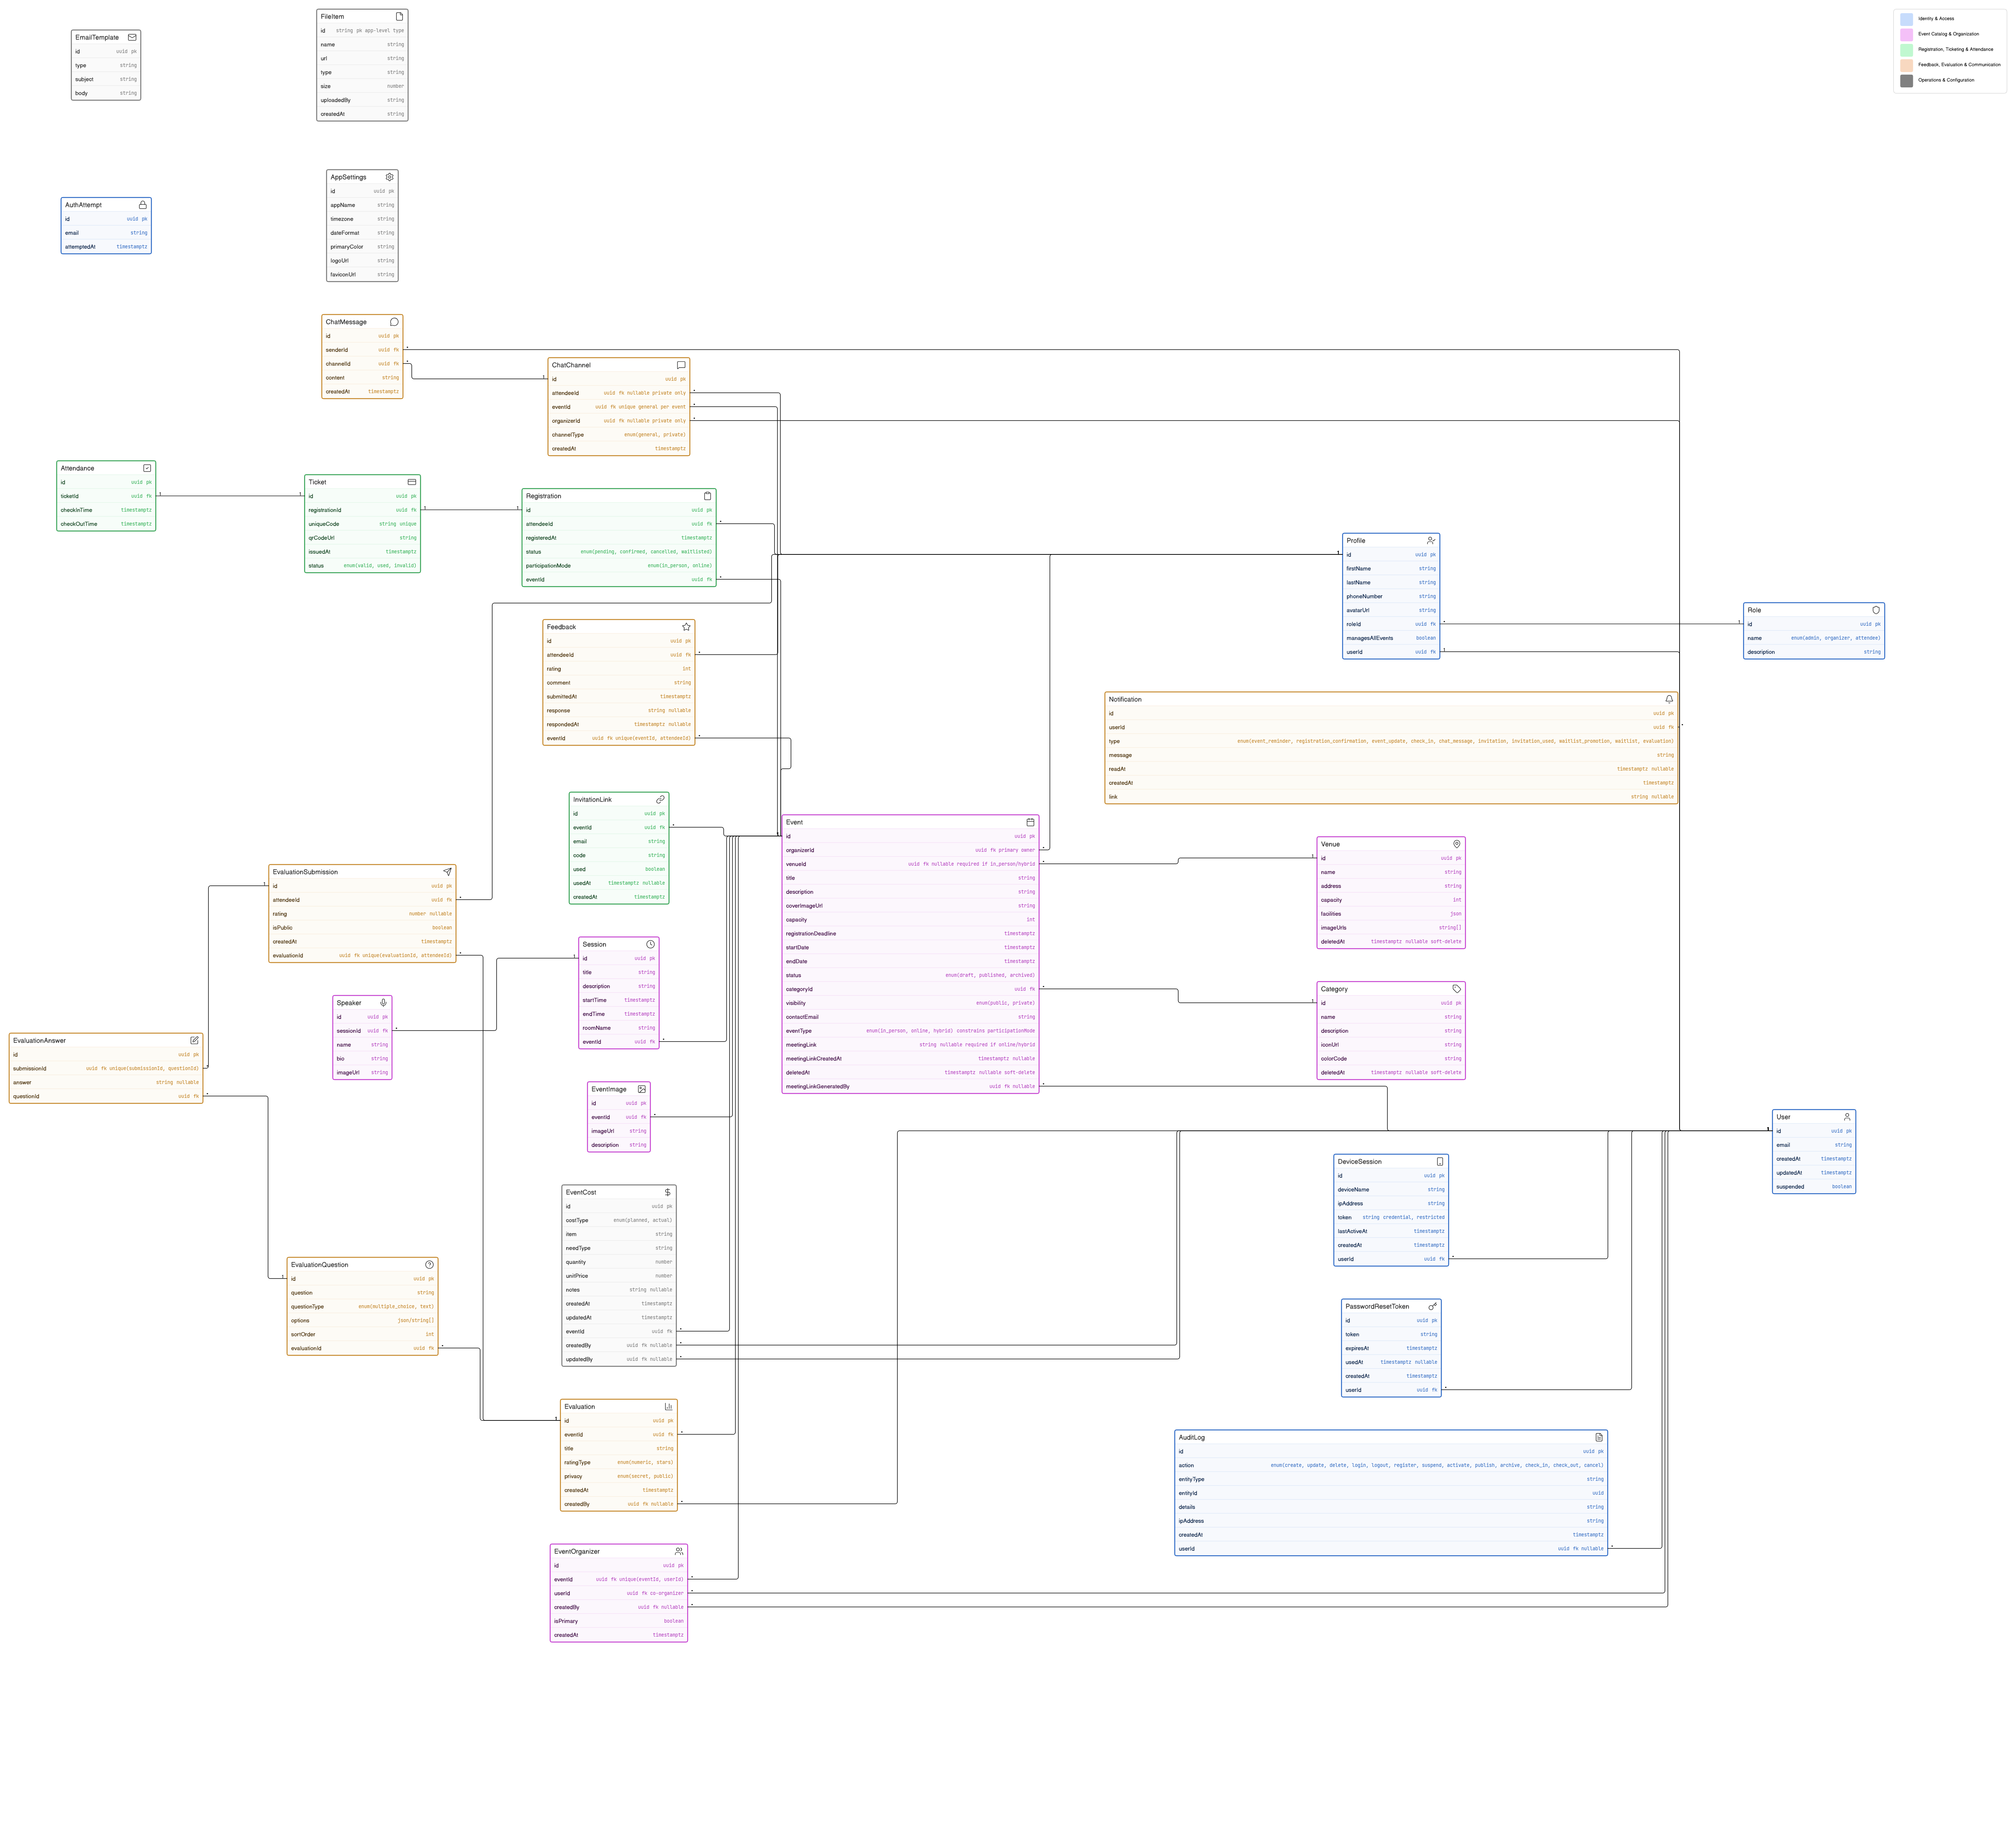 EmailTemplate
id uuid pk
type string
subject string
body string
FileItem
id string pk app-level type
name string
url string
type string
size number
uploadedBy string
createdAt string
Identity & Access
Event Catalog & Organization
Registration, Ticketing & Attendance
Feedback, Evaluation & Communication
Operations & Configuration
AuthAttempt
id uuid pk
email string
attemptedAt timestamptz
AppSettings
id uuid pk
appName string
timezone string
dateFormat string
primaryColor string
logoUrl string
faviconUrl string
ChatMessage
id uuid pk
senderId uuid fk
channelId uuid fk
content string
createdAt timestamptz
ChatChannel
id uuid pk
attendeeId uuid fk nullable private only
eventId uuid fk unique general per event
organizerId uuid fk nullable private only
channelType enum(general, private)
createdAt timestamptz
Attendance
id uuid pk
ticketId uuid fk
checkInTime timestamptz
checkOutTime timestamptz
Ticket
id uuid pk
registrationId uuid fk
uniqueCode string unique
qrCodeUrl string
issuedAt timestamptz
status enum(valid, used, invalid)
Registration
id uuid pk
attendeeId uuid fk
registeredAt timestamptz
status enum(pending, confirmed, cancelled, waitlisted)
participationMode enum(in_person, online)
eventId uuid fk
Profile
id uuid pk
firstName string
lastName string
phoneNumber string
avatarUrl string
roleId uuid fk
managesAllEvents boolean
userId uuid fk
Role
id uuid pk
name enum(admin, organizer, attendee)
description string
Feedback
id uuid pk
attendeeId uuid fk
rating int
comment string
submittedAt timestamptz
response string nullable
respondedAt timestamptz nullable
eventId uuid fk unique(eventId, attendeeId)
Notification
id uuid pk
userId uuid fk
type enum(event_reminder, registration_confirmation, event_update, check_in, chat_message, invitation, invitation_used, waitlist_promotion, waitlist, evaluation)
message string
readAt timestamptz nullable
createdAt timestamptz
link string nullable
InvitationLink
id uuid pk
eventId uuid fk
email string
code string
used boolean
usedAt timestamptz nullable
createdAt timestamptz
Event
id uuid pk
organizerId uuid fk primary owner
venueId uuid fk nullable required if in_person/hybrid
title string
description string
coverImageUrl string
capacity int
registrationDeadline timestamptz
startDate timestamptz
endDate timestamptz
status enum(draft, published, archived)
categoryId uuid fk
visibility enum(public, private)
contactEmail string
eventType enum(in_person, online, hybrid) constrains participationMode
meetingLink string nullable required if online/hybrid
meetingLinkCreatedAt timestamptz nullable
deletedAt timestamptz nullable soft-delete
meetingLinkGeneratedBy uuid fk nullable
Venue
id uuid pk
name string
address string
capacity int
facilities json
imageUrls string[]
deletedAt timestamptz nullable soft-delete
EvaluationSubmission
id uuid pk
attendeeId uuid fk
rating number nullable
isPublic boolean
createdAt timestamptz
evaluationId uuid fk unique(evaluationId, attendeeId)
Session
id uuid pk
title string
description string
startTime timestamptz
endTime timestamptz
roomName string
eventId uuid fk
Category
id uuid pk
name string
description string
iconUrl string
colorCode string
deletedAt timestamptz nullable soft-delete
Speaker
id uuid pk
sessionId uuid fk
name string
bio string
imageUrl string
EvaluationAnswer
id uuid pk
submissionId uuid fk unique(submissionId, questionId)
answer string nullable
questionId uuid fk
EventImage
id uuid pk
eventId uuid fk
imageUrl string
description string
User
id uuid pk
email string
createdAt timestamptz
updatedAt timestamptz
suspended boolean
DeviceSession
id uuid pk
deviceName string
ipAddress string
token string credential, restricted
lastActiveAt timestamptz
createdAt timestamptz
userId uuid fk
EventCost
id uuid pk
costType enum(planned, actual)
item string
needType string
quantity number
unitPrice number
notes string nullable
createdAt timestamptz
updatedAt timestamptz
eventId uuid fk
createdBy uuid fk nullable
updatedBy uuid fk nullable
EvaluationQuestion
id uuid pk
question string
questionType enum(multiple_choice, text)
options json/string[]
sortOrder int
evaluationId uuid fk
PasswordResetToken
id uuid pk
token string
expiresAt timestamptz
usedAt timestamptz nullable
createdAt timestamptz
userId uuid fk
Evaluation
id uuid pk
eventId uuid fk
title string
ratingType enum(numeric, stars)
privacy enum(secret, public)
createdAt timestamptz
createdBy uuid fk nullable
AuditLog
id uuid pk
action enum(create, update, delete, login, logout, register, suspend, activate, publish, archive, check_in, check_out, cancel)
entityType string
entityId uuid
details string
ipAddress string
createdAt timestamptz
userId uuid fk nullable
EventOrganizer
id uuid pk
eventId uuid fk unique(eventId, userId)
userId uuid fk co-organizer
createdBy uuid fk nullable
isPrimary boolean
createdAt timestamptz